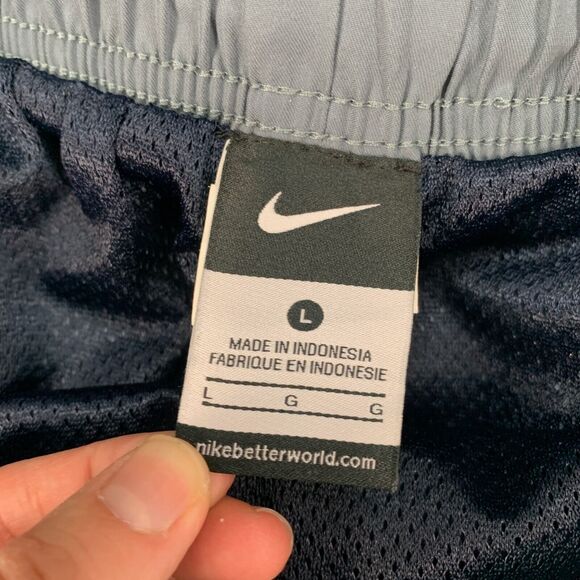 L
MADE IN INDONESIA
FABRIQUE EN INDONESIE
L G G
nikebetterworld.com